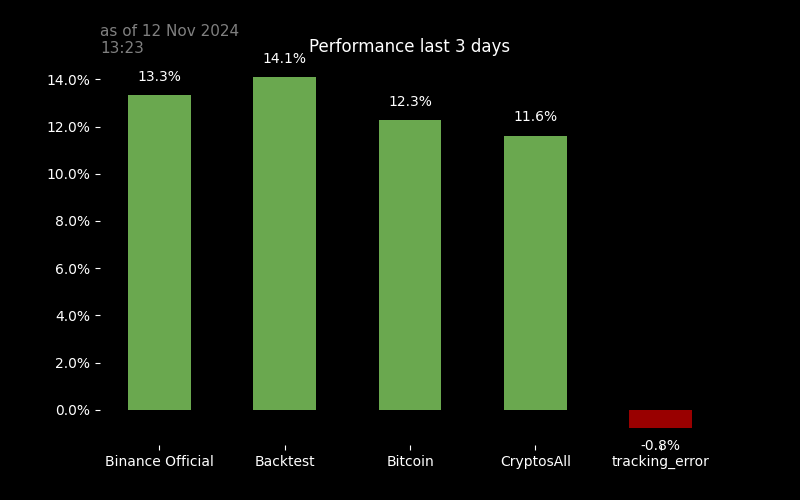 as of 12 Nov 2024
13:23
Performance last 3 days
14.0%
12.0%
10.0%
8.0%
6.0%
4.0%
2.0%
0.0%
13.3%
14.1%
12.3%
11.6%
-0.8%
Binance Official
Backtest
Bitcoin
CryptosAll
tracking_error